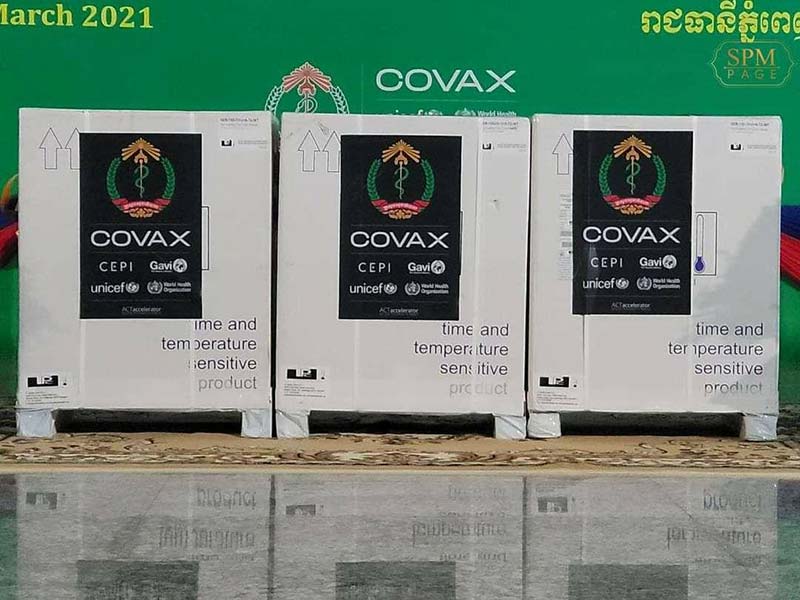 March 2021
រាជធានីភ្នំពេញ
SPM
PAGE
COVAX
unicef
World Health
COVAX
CEPI
Gavi
unicef
World Health
Organization
ACTaccelerator
time and
temperature
sensitive
product
COVAX
CEPI
Gavi
unicef
World Health
Organization
ACTaccelerator
time and
temperature
sensitive
product
COVAX
CEPI
Gavi
unicef
World Health
Organization
ACTaccelerator
time and
temperature
sensitive
product